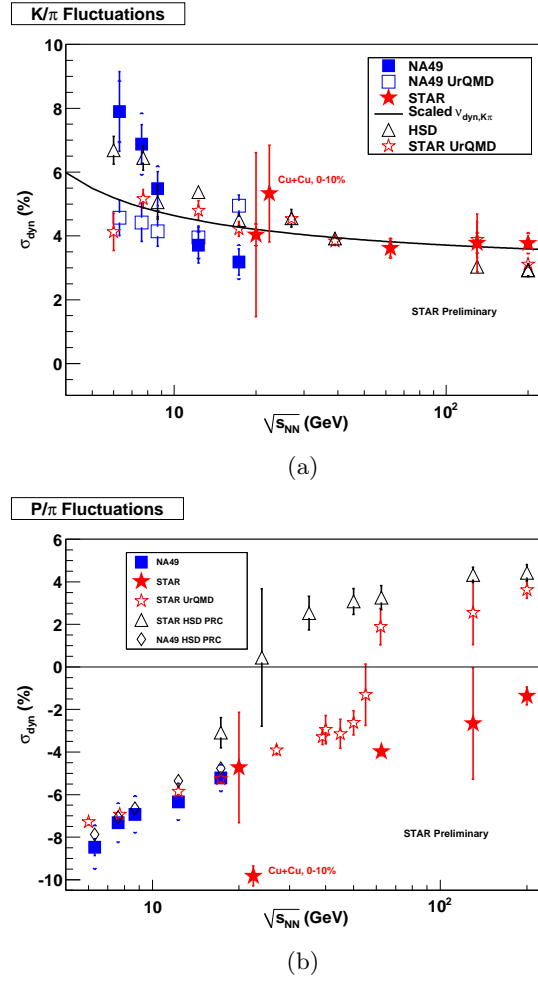 K/π Fluctuations
10
8
6
4
2
0
σdyn (%)
NA49
NA49 UrQMD
STAR
Scaled νdyn,Kπ
HSD
STAR UrQMD
Cu+Cu, 0-10%
STAR Preliminary
10
10²
√sNN (GeV)
(a)
P/π Fluctuations
6
4
2
0
-2
-4
-6
-8
-10
σdyn (%)
NA49
STAR
STAR UrQMD
STAR HSD PRC
NA49 HSD PRC
Cu+Cu, 0-10%
STAR Preliminary
10
10²
√sNN (GeV)
(b)